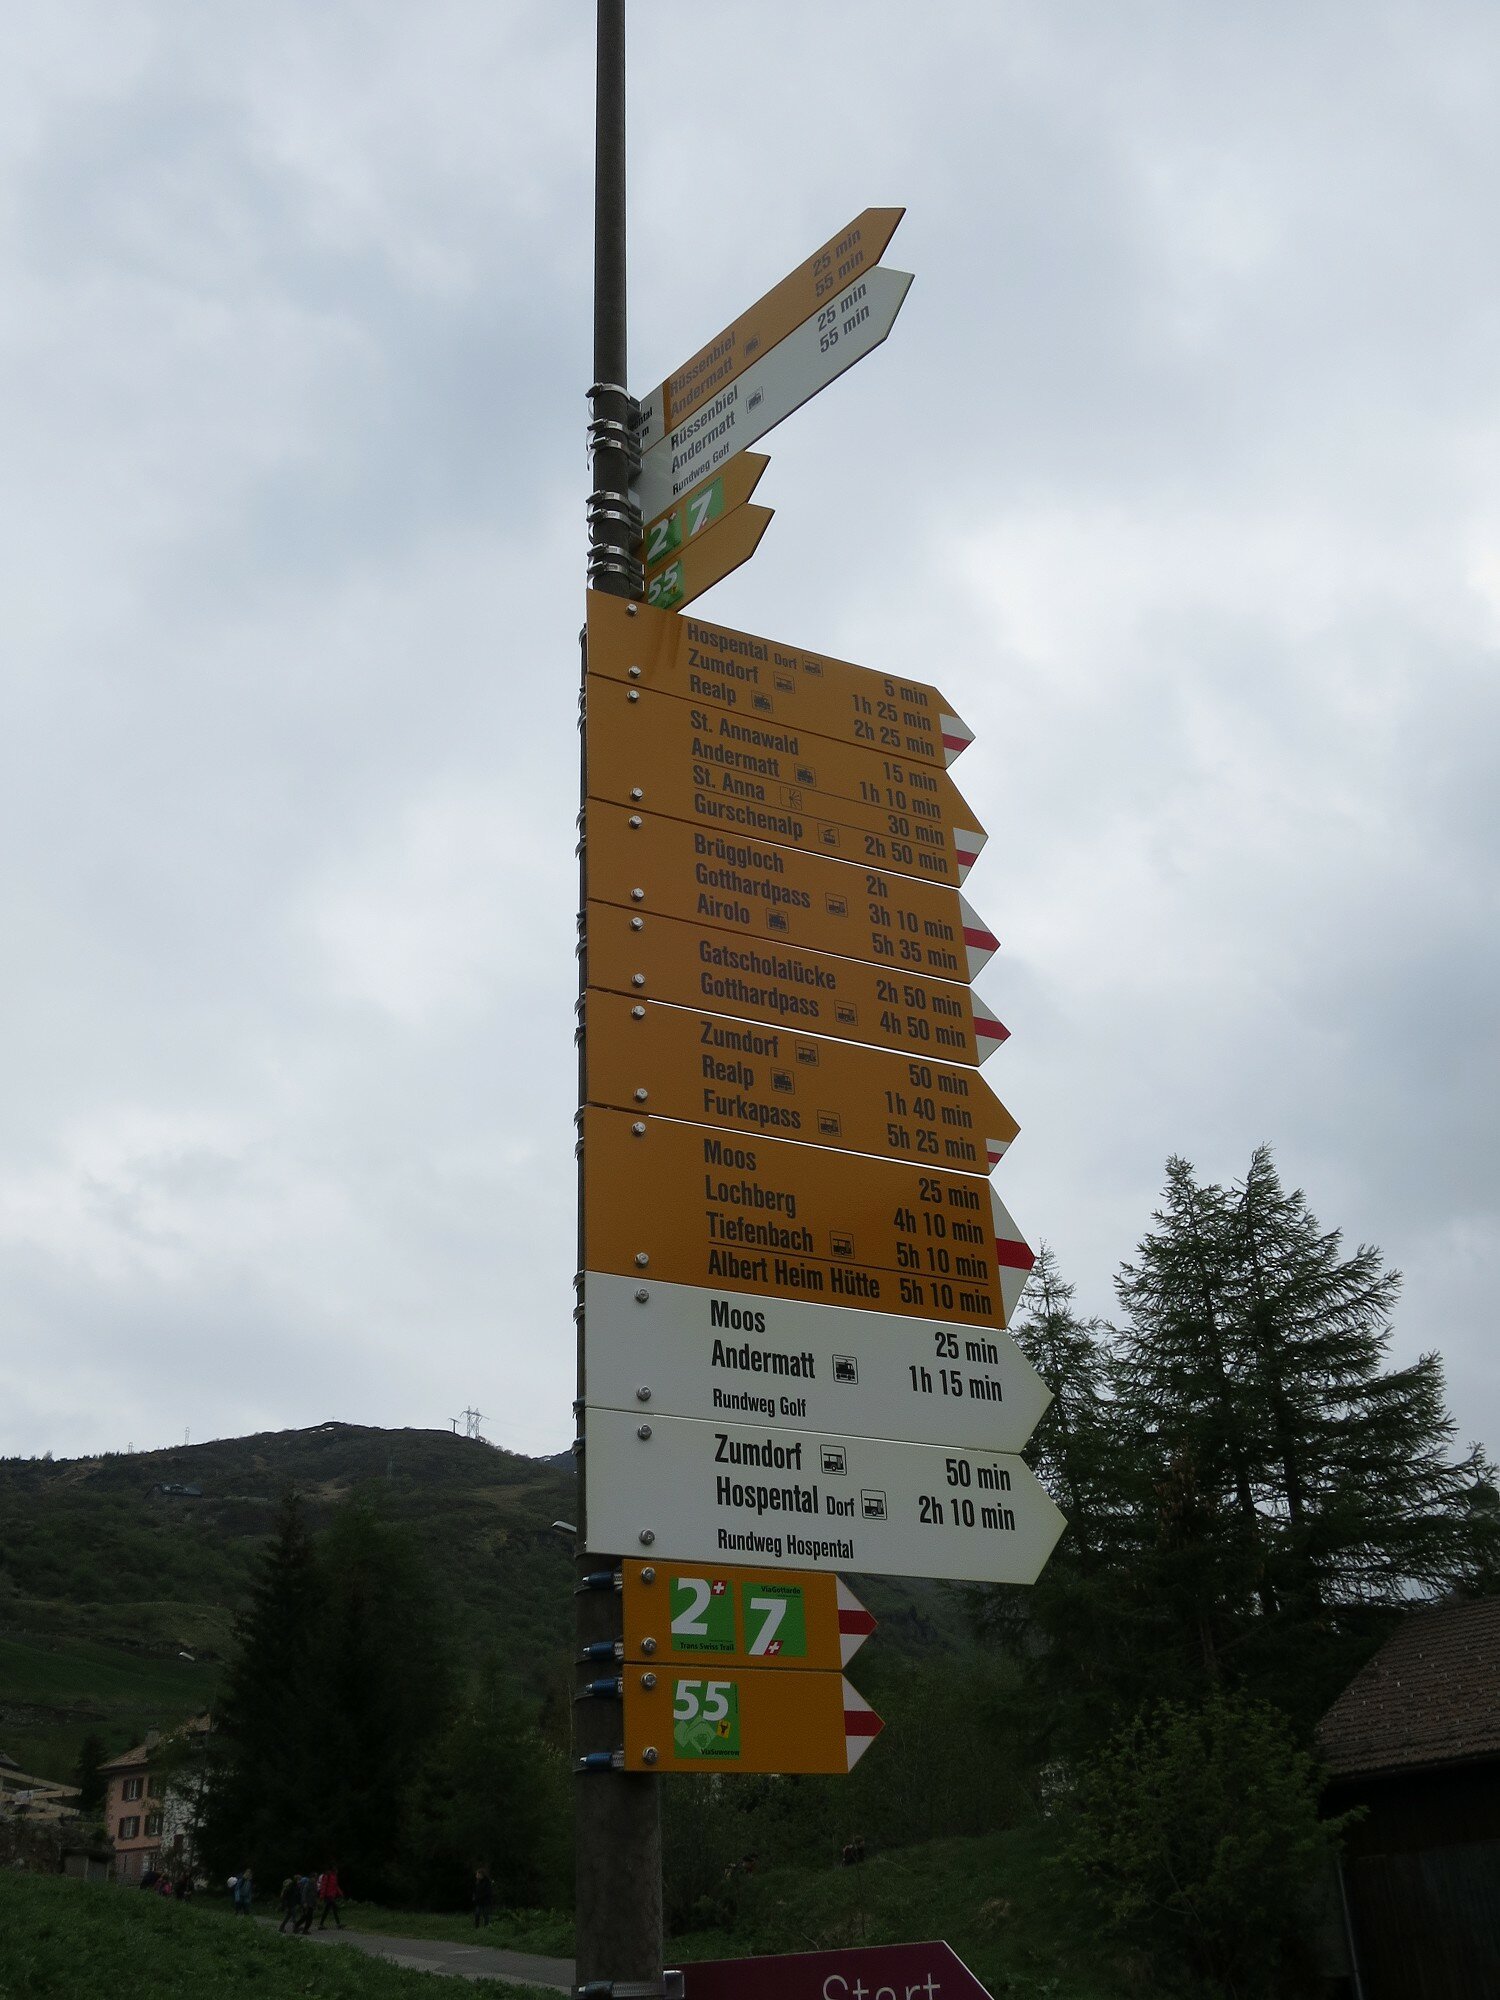 Rüssenbiel 25 min
Andermatt 55 min
Rüssenbiel 25 min
Andermatt 55 min
Rundweg Golf
2 7
55
Hospental Dorf 5 min
Zumdorf 1h 25 min
Realp 2h 25 min
St. Annawald 15 min
Andermatt 1h 10 min
St. Anna 30 min
Gurschenalp 2h 50 min
Brüggloch 2h
Gotthardpass 3h 10 min
Airolo 5h 35 min
Gatscholalücke 2h 50 min
Gotthardpass 4h 50 min
Zumdorf 50 min
Realp 1h 40 min
Furkapass 5h 25 min
Moos 25 min
Lochberg 4h 10 min
Tiefenbach 5h 10 min
Albert Heim Hütte 5h 10 min
Moos 25 min
Andermatt 1h 15 min
Rundweg Golf
Zumdorf 50 min
Hospental Dorf 2h 10 min
Rundweg Hospental
ViaGottardo
2 7
Trans Swiss Trail
55
ViaSuworow
Start